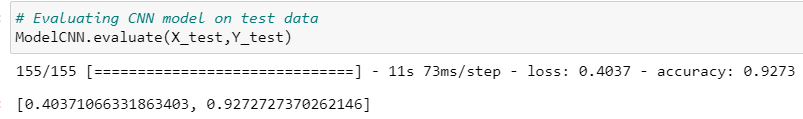 # Evaluating CNN model on test data
ModelCNN.evaluate(X_test,Y_test)
155/155 [==============================] - 11s 73ms/step - loss: 0.4037 - accuracy: 0.9273
[0.40371066331863403, 0.9272727370262146]